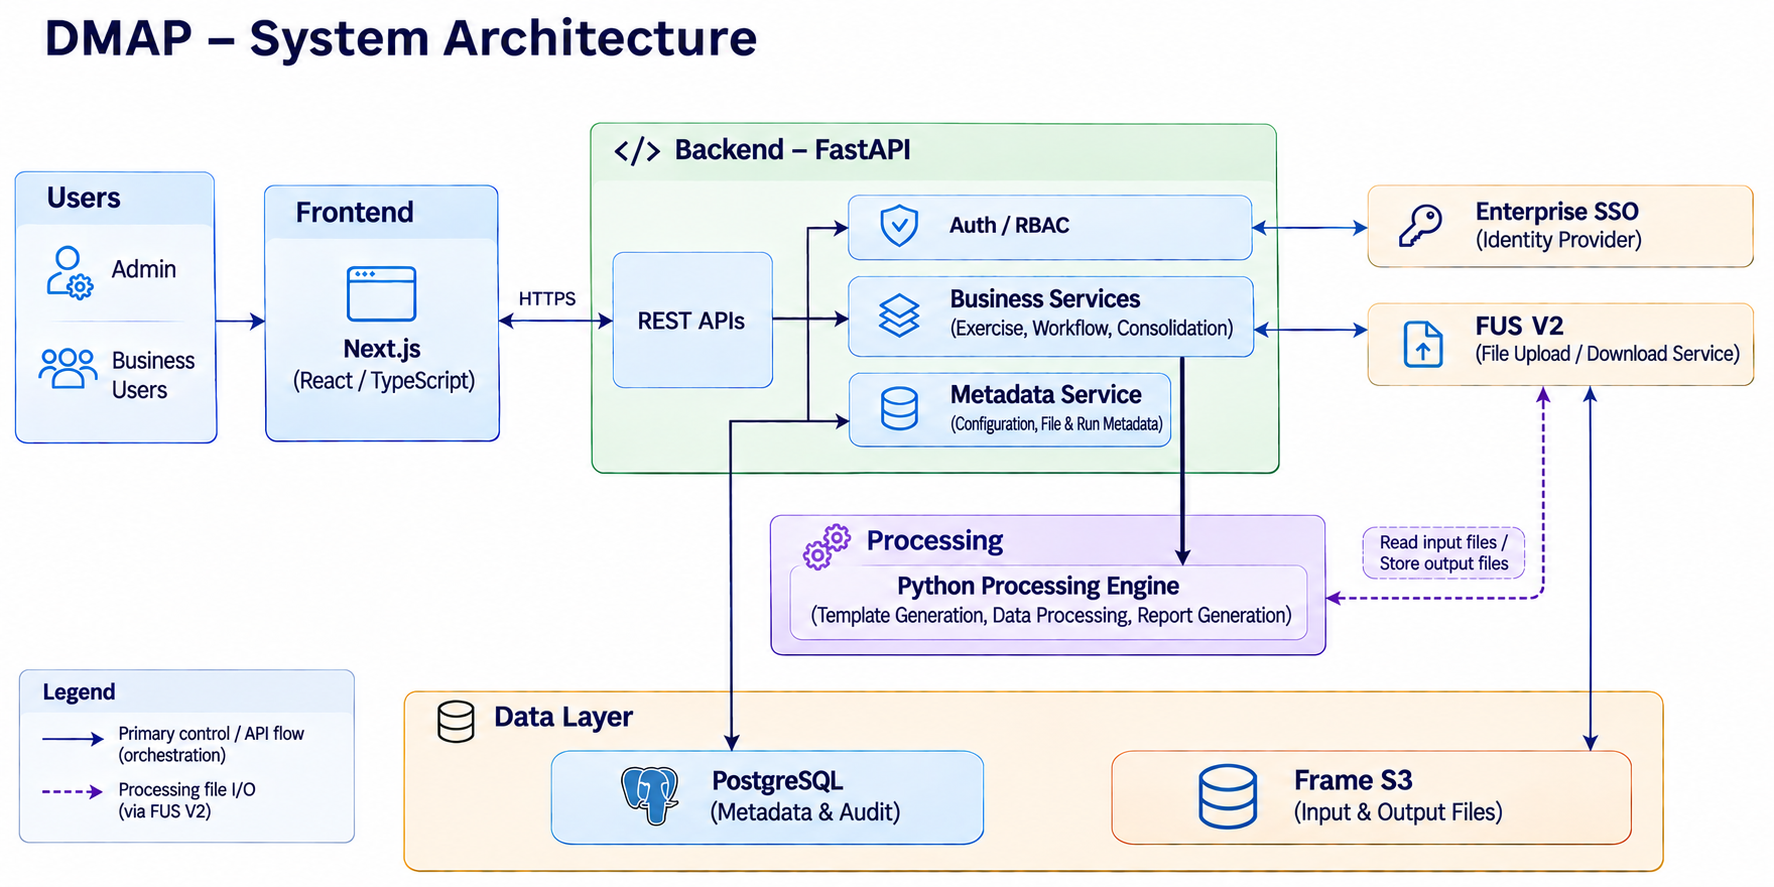 DMAP – System Architecture
Users
Admin
Business
Users
Frontend
Next.js
(React / TypeScript)
HTTPS
</> Backend – FastAPI
REST APIs
Auth / RBAC
Business Services
(Exercise, Workflow, Consolidation)
Metadata Service
(Configuration, File & Run Metadata)
Enterprise SSO
(Identity Provider)
FUS V2
(File Upload / Download Service)
Processing
Python Processing Engine
(Template Generation, Data Processing, Report Generation)
Read input files /
Store output files
Legend
Primary control / API flow
(orchestration)
Processing file I/O
(via FUS V2)
Data Layer
PostgreSQL
(Metadata & Audit)
Frame S3
(Input & Output Files)